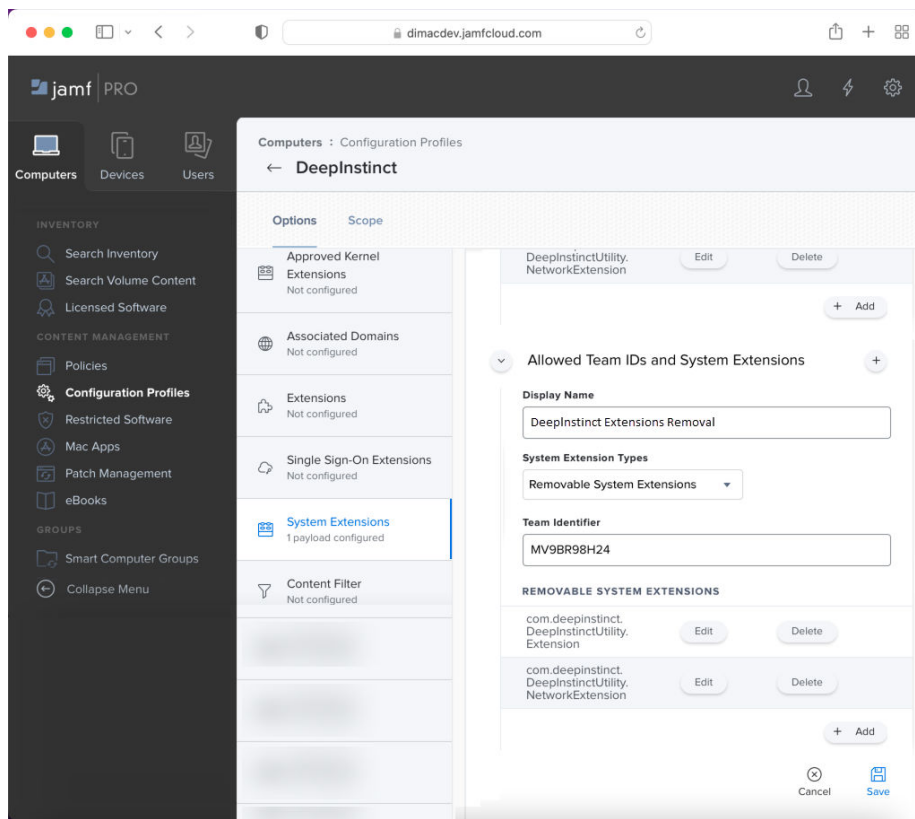 dimacdev.jamfcloud.com
jamf PRO
Computers
Devices
Users
INVENTORY
Search Inventory
Search Volume Content
Licensed Software
CONTENT MANAGEMENT
Policies
Configuration Profiles
Restricted Software
Mac Apps
Patch Management
eBooks
GROUPS
Smart Computer Groups
Collapse Menu
Computers : Configuration Profiles
← DeepInstinct
Options
Scope
Approved Kernel
Extensions
Not configured
Associated Domains
Not configured
Extensions
Not configured
Single Sign-On Extensions
Not configured
System Extensions
1 payload configured
Content Filter
Not configured
DeepInstinctUtility.
NetworkExtension
Edit
Delete
+ Add
Allowed Team IDs and System Extensions
+
Display Name
DeepInstinct Extensions Removal
System Extension Types
Removable System Extensions
Team Identifier
MV9BR98H24
REMOVABLE SYSTEM EXTENSIONS
com.deepinstinct.
DeepInstinctUtility.
Extension
Edit
Delete
com.deepinstinct.
DeepInstinctUtility.
NetworkExtension
Edit
Delete
+ Add
Cancel
Save